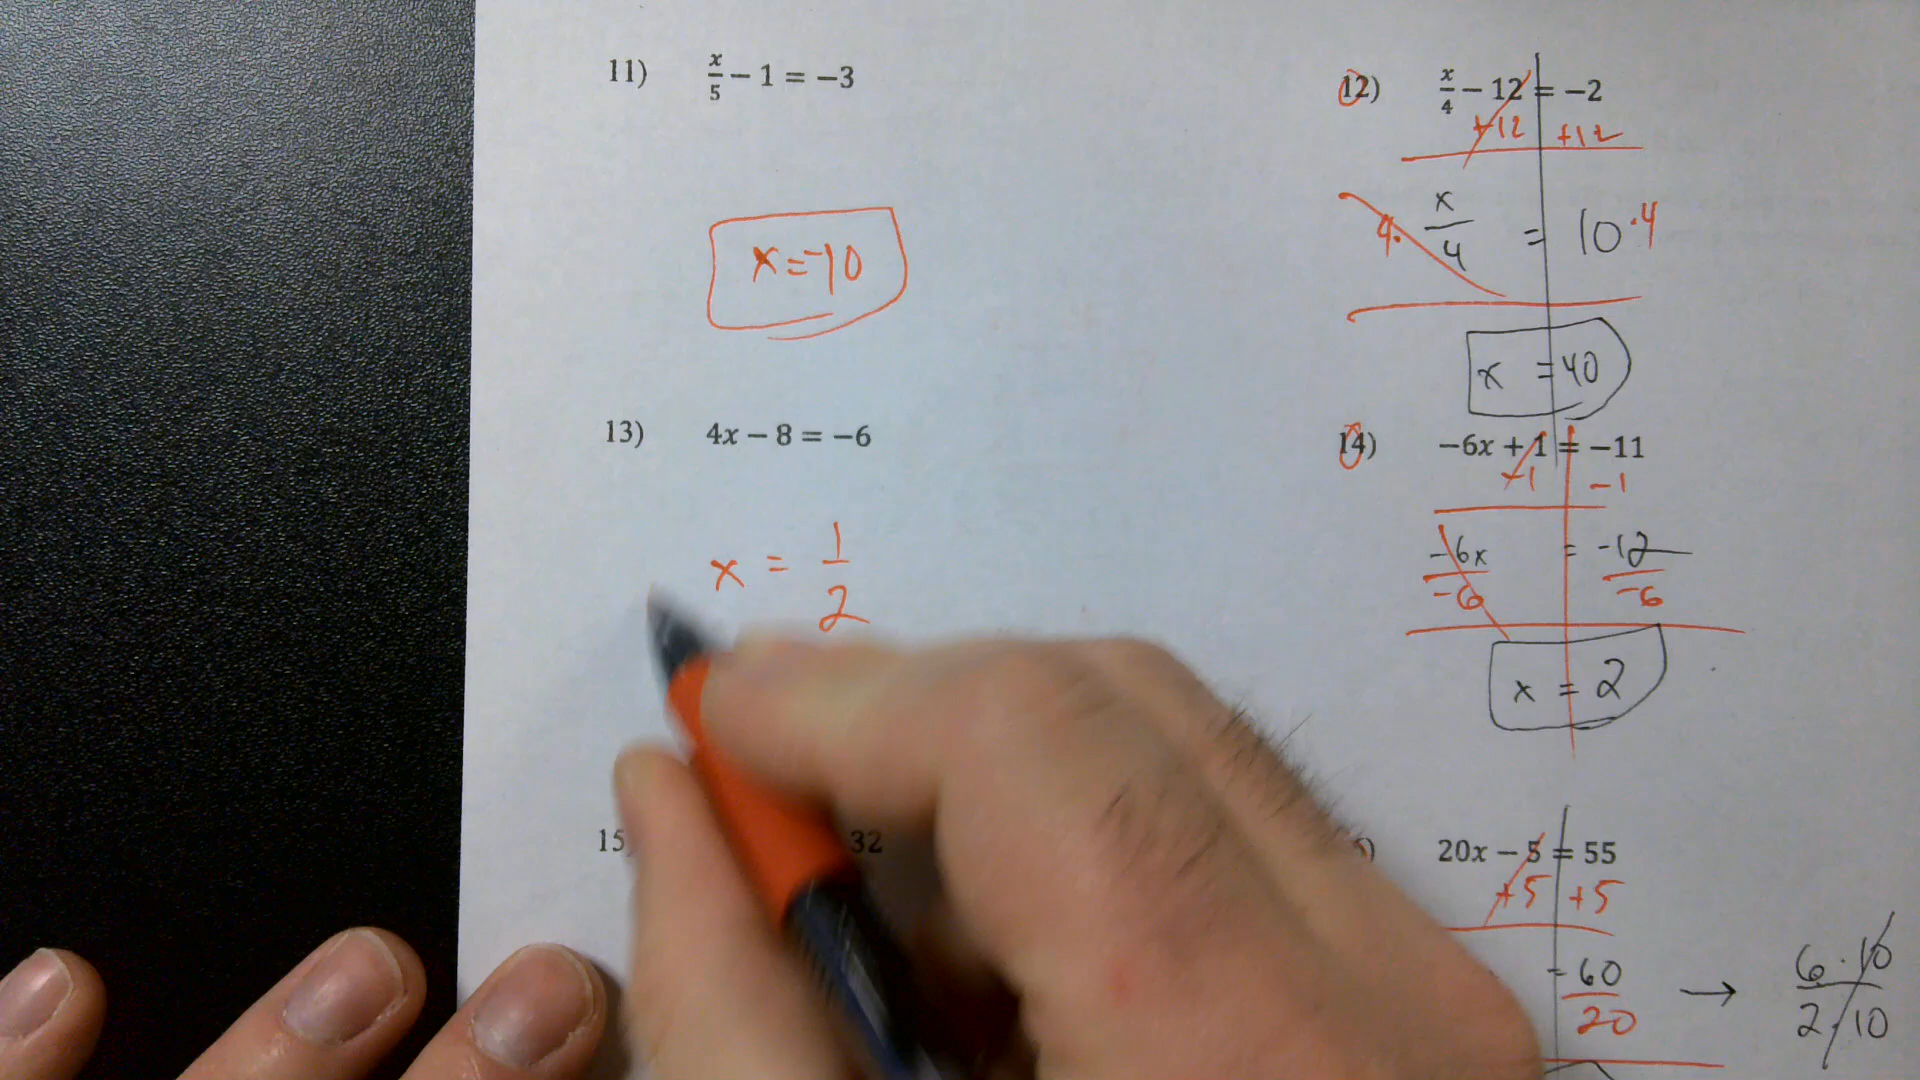 11) x/5 − 1 = −3
x = -10
13) 4x − 8 = −6
x = 1/2
15) 32
12) x/4 − 12 = −2
+12 +12
4· x/4 = 10 ·4
x = 40
14) −6x + 1 = −11
-1 -1
-6x/-6 = -12/-6
x = 2
) 20x − 5 = 55
+5 +5
= 60/20 → 6·10/2·10